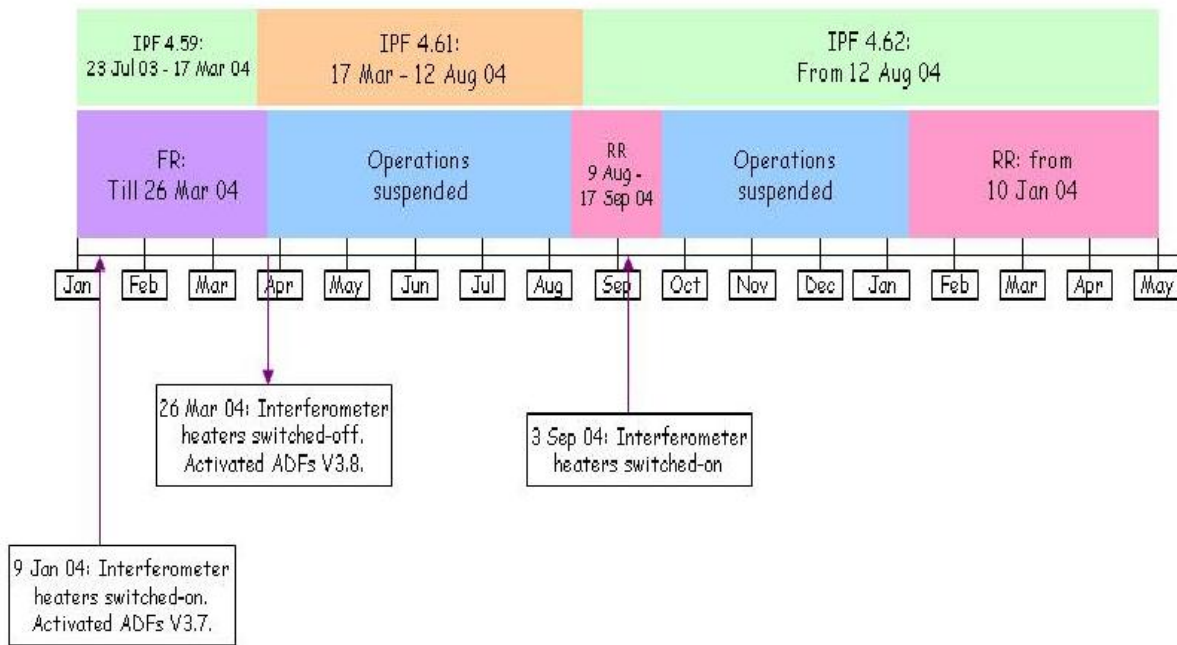 IPF 4.59:
23 Jul 03 - 17 Mar 04
IPF 4.61:
17 Mar - 12 Aug 04
IPF 4.62:
From 12 Aug 04
FR:
Till 26 Mar 04
Operations
suspended
RR
9 Aug -
17 Sep 04
Operations
suspended
RR: from
10 Jan 04
Jan
Feb
Mar
Apr
May
Jun
Jul
Aug
Sep
Oct
Nov
Dec
Jan
Feb
Mar
Apr
May
26 Mar 04: Interferometer
heaters switched-off.
Activated ADFs V3.8.
3 Sep 04: Interferometer
heaters switched-on
9 Jan 04: Interferometer
heaters switched-on.
Activated ADFs V3.7.